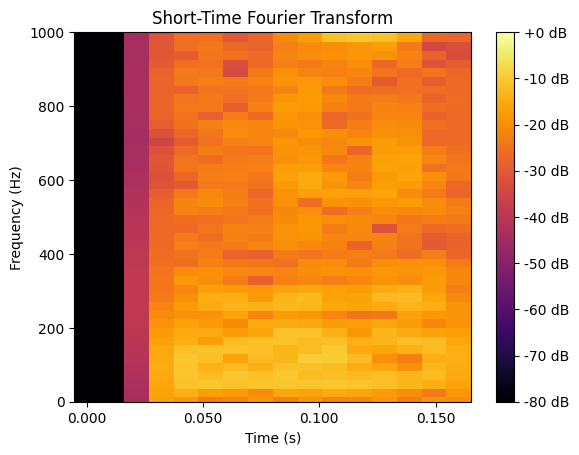 Short-Time Fourier Transform
1000
800
600
400
200
0
Frequency (Hz)
0.000
0.050
0.100
0.150
Time (s)
+0 dB
-10 dB
-20 dB
-30 dB
-40 dB
-50 dB
-60 dB
-70 dB
-80 dB